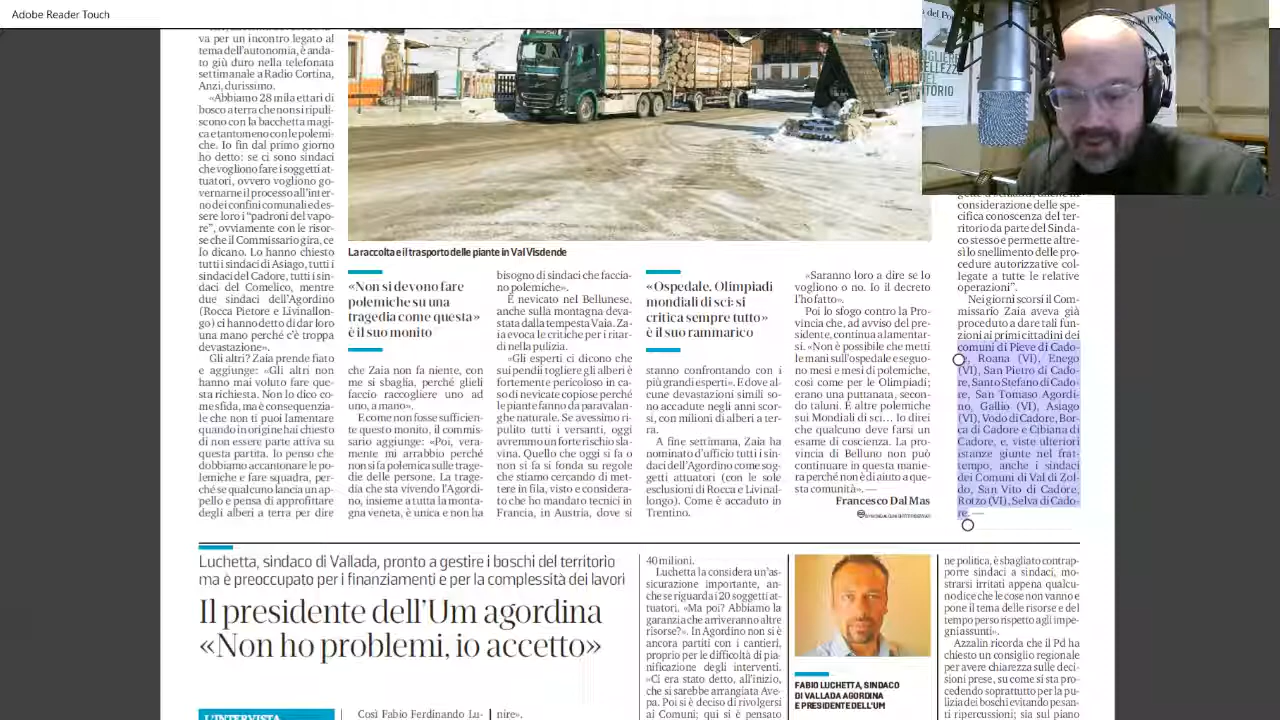 Adobe Reader Touch
va per un incontro legato al
tema dell'autonomia, è anda-
to giù duro nella telefonata
settimanale a Radio Cortina,
Anzi, durissimo.
«Abbiamo 28 mila ettari di
bosco a terra che non si ripuli-
scono con la bacchetta magi-
ca e tantomeno con le polemi-
che. Io fin dal primo giorno
ho detto: se ci sono sindaci
che vogliono fare i soggetti at-
tuatori, ovvero vogliono go-
vernare il processo all'inter-
no dei confini comunali ed es-
sere loro i “padroni del vapo-
re”, ovviamente con le risor-
se che il Commissario gira, ce
lo dicano. Lo hanno chiesto
tutti i sindaci di Asiago, tutti i
sindaci del Cadore, tutti i sin-
daci del Comelico, mentre
due sindaci dell'Agordino
(Rocca Pietore e Livinallon-
go) ci hanno detto di dar loro
una mano perché c'è troppa
devastazione».
Gli altri? Zaia prende fiato
e aggiunge: «Gli altri non
hanno mai voluto fare que-
sta richiesta. Non lo dico co-
me sfida, ma è consequenzia-
le che non ti puoi lamentare
quando in origine hai chiesto
di non essere parte attiva su
questa partita. Io penso che
dobbiamo accantonare le po-
lemiche e fare squadra, per-
ché se qualcuno lancia un ap-
pello e pensa di approfittare
degli alberi a terra per dire
La raccolta e il trasporto delle piante in Val Visdende
«Non si devono fare
polemiche su una
tragedia come questa»
è il suo monito
che Zaia non fa niente, con
me si sbaglia, perché glieli
faccio raccogliere uno ad
uno, a mano».
E come non fosse sufficien-
te questo monito, il commis-
sario aggiunge: «Poi, vera-
mente mi arrabbio perché
non si fa polemica sulle trage-
die delle persone. La trage-
dia che sta vivendo l'Agordi-
no, insieme a tutta la monta-
gna veneta, è unica e non ha
bisogno di sindaci che faccia-
no polemiche».
È nevicato nel Bellunese,
anche sulla montagna deva-
stata dalla tempesta Vaia. Za-
ia evoca le critiche per i ritar-
di nella pulizia.
«Gli esperti ci dicono che
sui pendii togliere gli alberi è
fortemente pericoloso in ca-
so di nevicate copiose perché
le piante fanno da paravalan-
ghe naturale. Se avessimo ri-
pulito tutti i versanti, oggi
avremmo un forte rischio sla-
vina. Quello che oggi si fa o
non si fa si fonda su regole
che stiamo cercando di met-
tere in fila, visto e considera-
to che ho mandato tecnici in
Francia, in Austria, dove si
«Ospedale, Olimpiadi
mondiali di sci: si
critica sempre tutto»
è il suo rammarico
stanno confrontando con i
più grandi esperti». E dove al-
cune devastazioni simili so-
no accadute negli anni scor-
si, con milioni di alberi a ter-
ra.
A fine settimana, Zaia ha
nominato d'ufficio tutti i sin-
daci dell'Agordino come sog-
getti attuatori (con le sole
esclusioni di Rocca e Livinal-
longo). Come è accaduto in
Trentino.
«Saranno loro a dire se lo
vogliono o no. Io il decreto
l'ho fatto».
Poi lo sfogo contro la Pro-
vincia che, ad avviso del pre-
sidente, continua a lamentar-
si. «Non è possibile che metti
le mani sull'ospedale e seguo-
no mesi e mesi di polemiche,
così come per le Olimpiadi;
erano una puttanata, secon-
do taluni. E altre polemiche
sui Mondiali di sci... Io direi
che qualcuno deve farsi un
esame di coscienza. La pro-
vincia di Belluno non può
continuare in questa manie-
ra perché non è di aiuto a que-
sta comunità». —
Francesco Dal Mas
considerazione delle spe-
cifica conoscenza del ter-
ritorio da parte del Sinda-
co stesso e permette altre-
sì lo snellimento delle pro-
cedure autorizzative col-
legate a tutte le relative
operazioni”.
Nei giorni scorsi il Com-
missario Zaia aveva già
proceduto a dare tali fun-
zioni ai primi cittadini dei
comuni di Pieve di Cado-
re, Roana (VI), Enego
(VI), San Pietro di Cado-
re, Santo Stefano di Cado-
re, San Tomaso Agordi-
no, Gallio (VI), Asiago
(VI), Vodo di Cadore, Bor-
ca di Cadore e Cibiana di
Cadore, e, viste ulteriori
istanze giunte nel frat-
tempo, anche i sindaci
dei Comuni di Val di Zol-
do, San Vito di Cadore,
Rotzo (VI), Selva di Cado-
re. —
Luchetta, sindaco di Vallada, pronto a gestire i boschi del territorio
ma è preoccupato per i finanziamenti e per la complessità dei lavori
Il presidente dell'Um agordina
«Non ho problemi, io accetto»
L'INTERVISTA
Così Fabio Ferdinando Lu-
nire».
40 milioni.
Luchetta la considera un'as-
sicurazione importante, an-
che se riguarda i 20 soggetti at-
tuatori. «Ma poi? Abbiamo la
garanzia che arriveranno altre
risorse?». In Agordino non si è
ancora partiti con i cantieri,
proprio per le difficoltà di pia-
nificazione degli interventi.
«Ci era stato detto, all'inizio,
che si sarebbe arrangiata Ave-
pa. Poi si è deciso di rivolgersi
ai Comuni; qui si è pensato
FABIO LUCHETTA, SINDACO
DI VALLADA AGORDINA
E PRESIDENTE DELL'UM
ne politica, è sbagliato contrap-
porre sindaci a sindaci, mo-
strarsi irritati appena qualcu-
no dice che le cose non vanno e
pone il tema delle risorse e del
tempo perso rispetto agli impe-
gni assunti».
Azzalin ricorda che il Pd ha
chiesto un consiglio regionale
per avere chiarezza sulle deci-
sioni prese, su come si sta pro-
cedendo soprattutto per la pu-
lizia dei boschi evitando pesan-
ti ripercussioni; sia sul piano